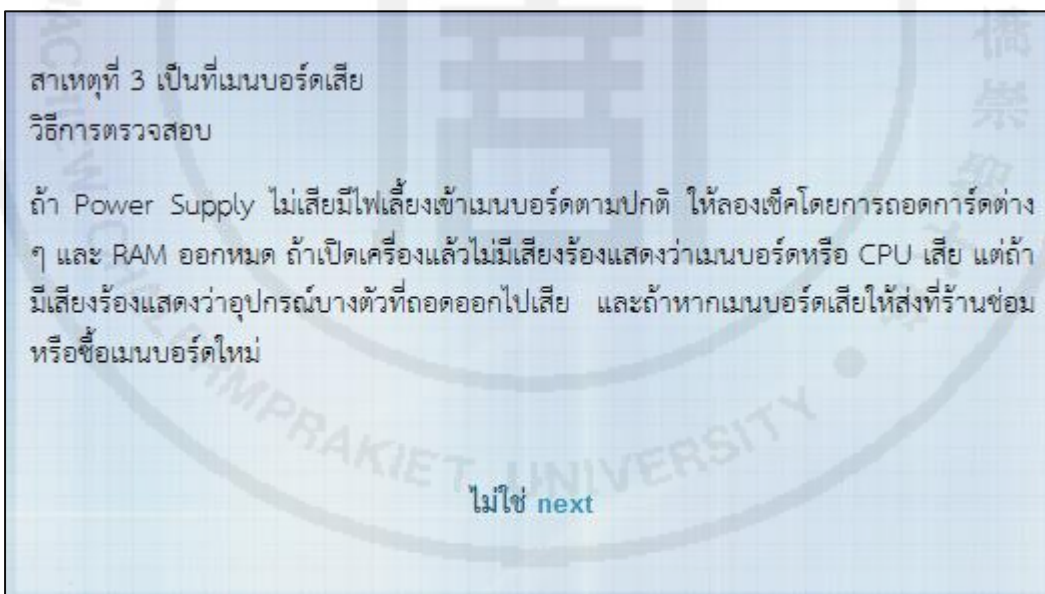 สาเหตุที่ 3 เป็นที่เมนบอร์ดเสีย
วิธีการตรวจสอบ
ถ้า Power Supply ไม่เสียมีไฟเลี้ยงเข้าเมนบอร์ดตามปกติ ให้ลองเช็คโดยการถอดการ์ดต่าง
ๆ และ RAM ออกหมด ถ้าเปิดเครื่องแล้วไม่มีเสียงร้องแสดงว่าเมนบอร์ดหรือ CPU เสีย แต่ถ้า
มีเสียงร้องแสดงว่าอุปกรณ์บางตัวที่ถอดออกไปเสีย และถ้าหากเมนบอร์ดเสียให้ส่งที่ร้านซ่อม
หรือซื้อเมนบอร์ดใหม่
ไม่ใช่ next
UNIVERSITY